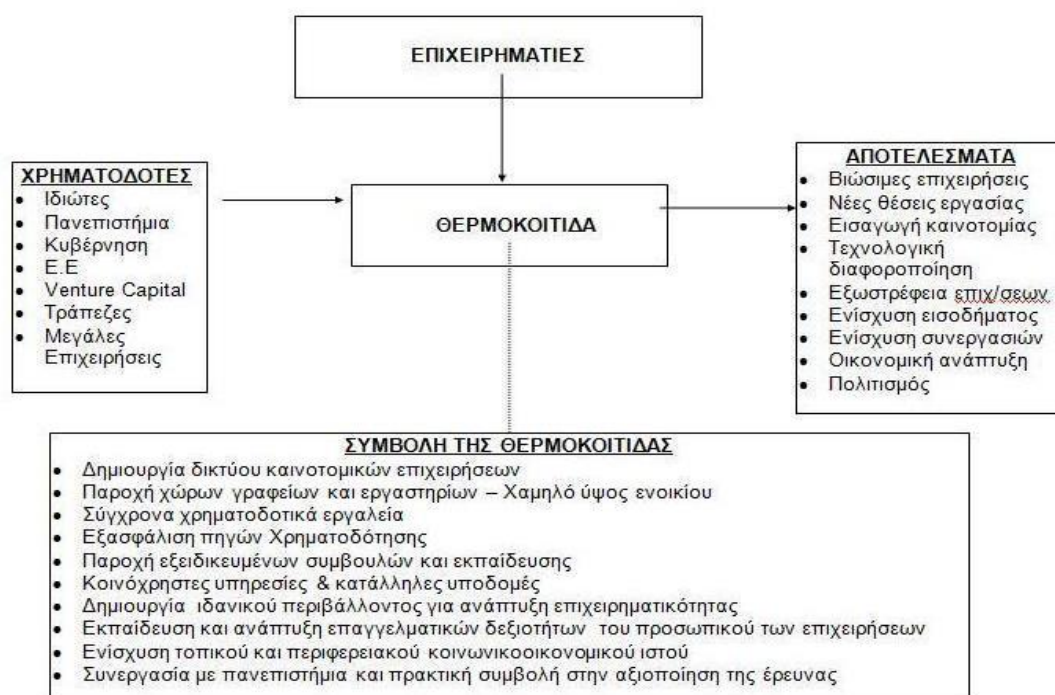 ΕΠΙΧΕΙΡΗΜΑΤΙΕΣ
ΧΡΗΜΑΤΟΔΟΤΕΣ
• Ιδιώτες
• Πανεπιστήμια
• Κυβέρνηση
• Ε.Ε
• Venture Capital
• Τράπεζες
• Μεγάλες
Επιχειρήσεις
ΘΕΡΜΟΚΟΙΤΙΔΑ
ΑΠΟΤΕΛΕΣΜΑΤΑ
• Βιώσιμες επιχειρήσεις
• Νέες θέσεις εργασίας
• Εισαγωγή καινοτομίας
• Τεχνολογική
διαφοροποίηση
• Εξωστρέφεια επιχ/σεων
• Ενίσχυση εισοδήματος
• Ενίσχυση συνεργασιών
• Οικονομική ανάπτυξη
• Πολιτισμός
ΣΥΜΒΟΛΗ ΤΗΣ ΘΕΡΜΟΚΟΙΤΙΔΑΣ
• Δημιουργία δικτύου καινοτομικών επιχειρήσεων
• Παροχή χώρων γραφείων και εργαστηρίων – Χαμηλό ύψος ενοικίου
• Σύγχρονα χρηματοδοτικά εργαλεία
• Εξασφάλιση πηγών Χρηματοδότησης
• Παροχή εξειδικευμένων συμβουλών και εκπαίδευσης
• Κοινόχρηστες υπηρεσίες & κατάλληλες υποδομές
• Δημιουργία ιδανικού περιβάλλοντος για ανάπτυξη επιχειρηματικότητας
• Εκπαίδευση και ανάπτυξη επαγγελματικών δεξιοτήτων του προσωπικού των επιχειρήσεων
• Ενίσχυση τοπικού και περιφερειακού κοινωνικοοικονομικού ιστού
• Συνεργασία με πανεπιστήμια και πρακτική συμβολή στην αξιοποίηση της έρευνας